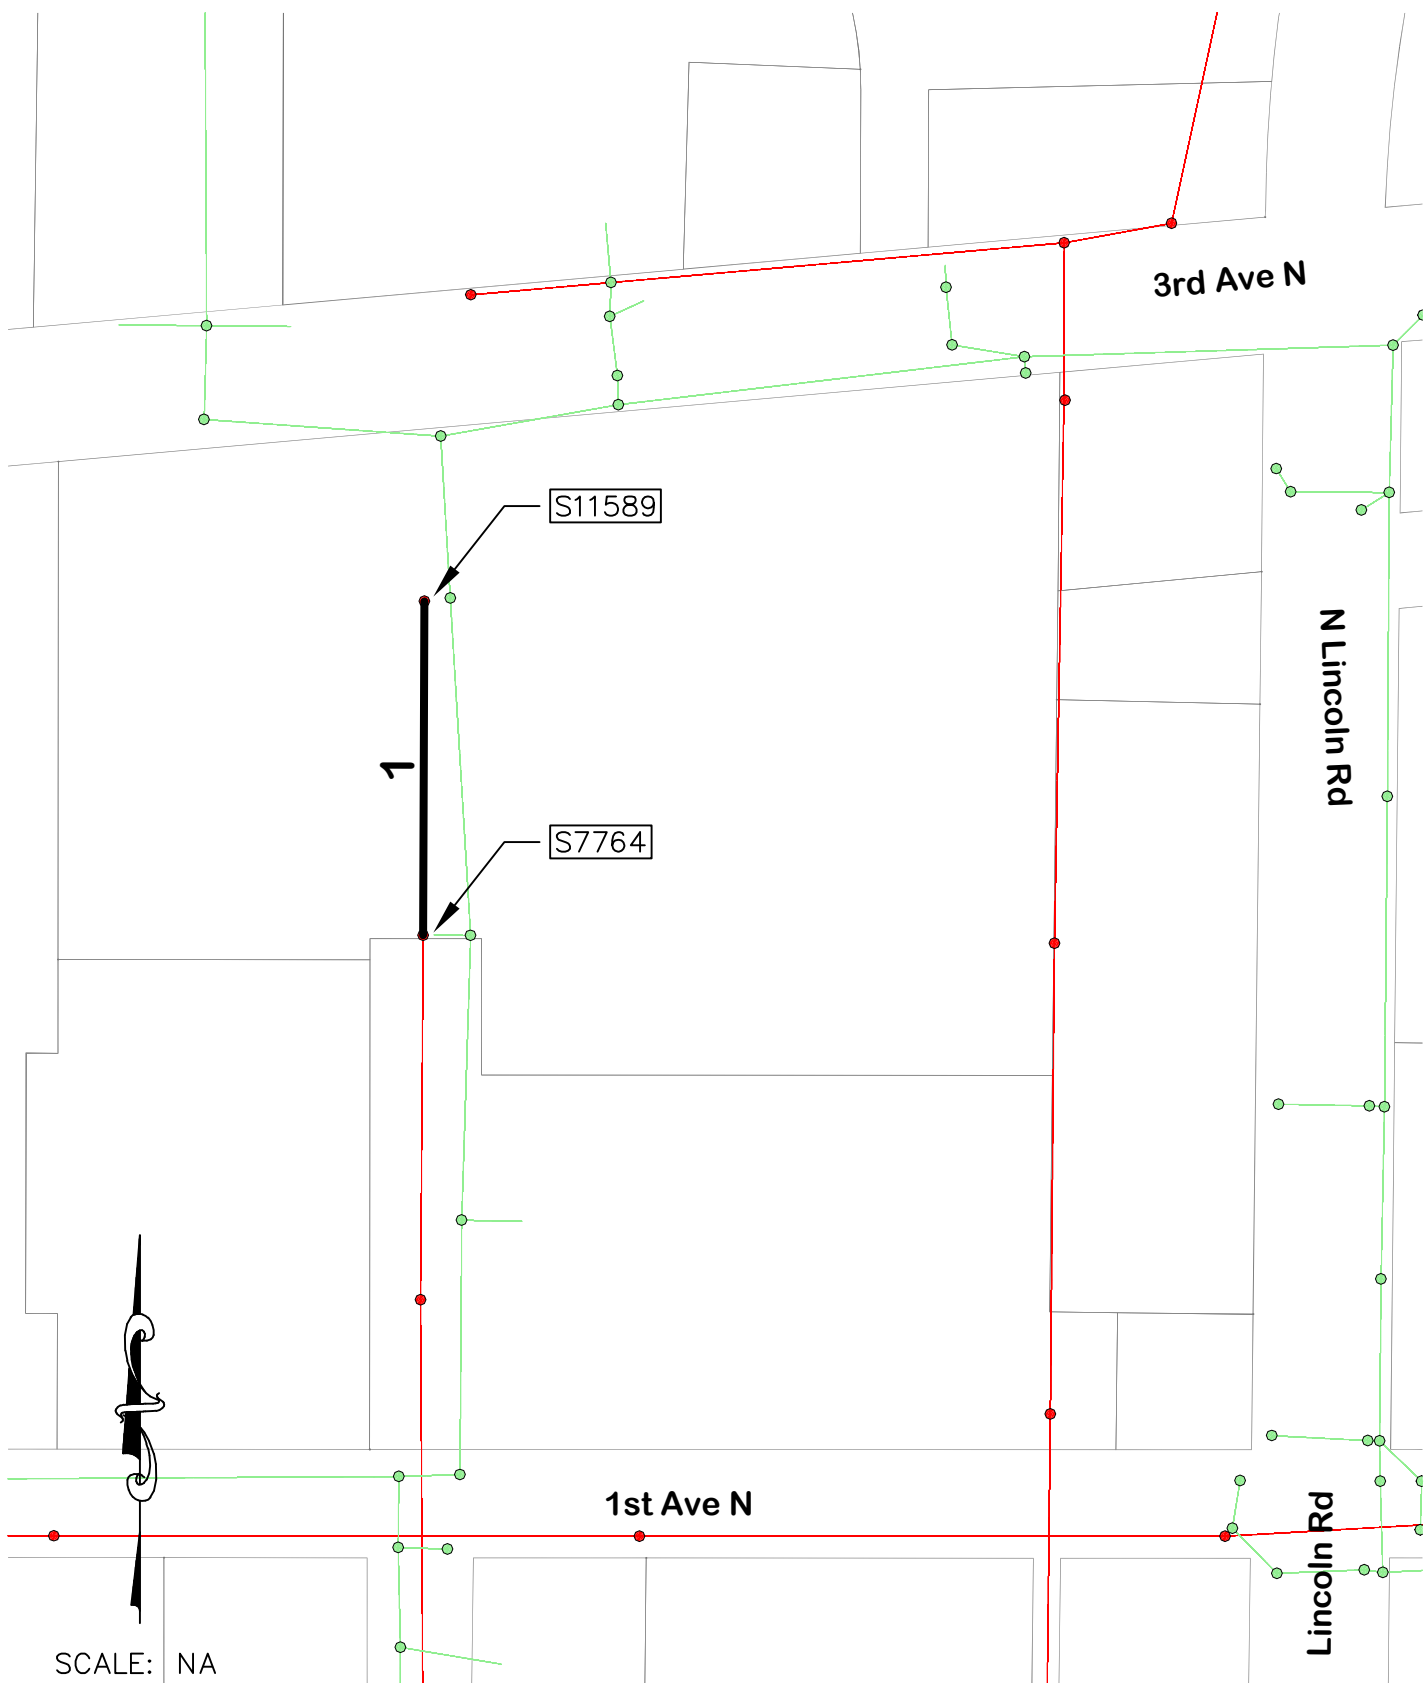 3rd Ave N
S11589
N Lincoln Rd
1
S7764
1st Ave N
Lincoln Rd
SCALE: NA